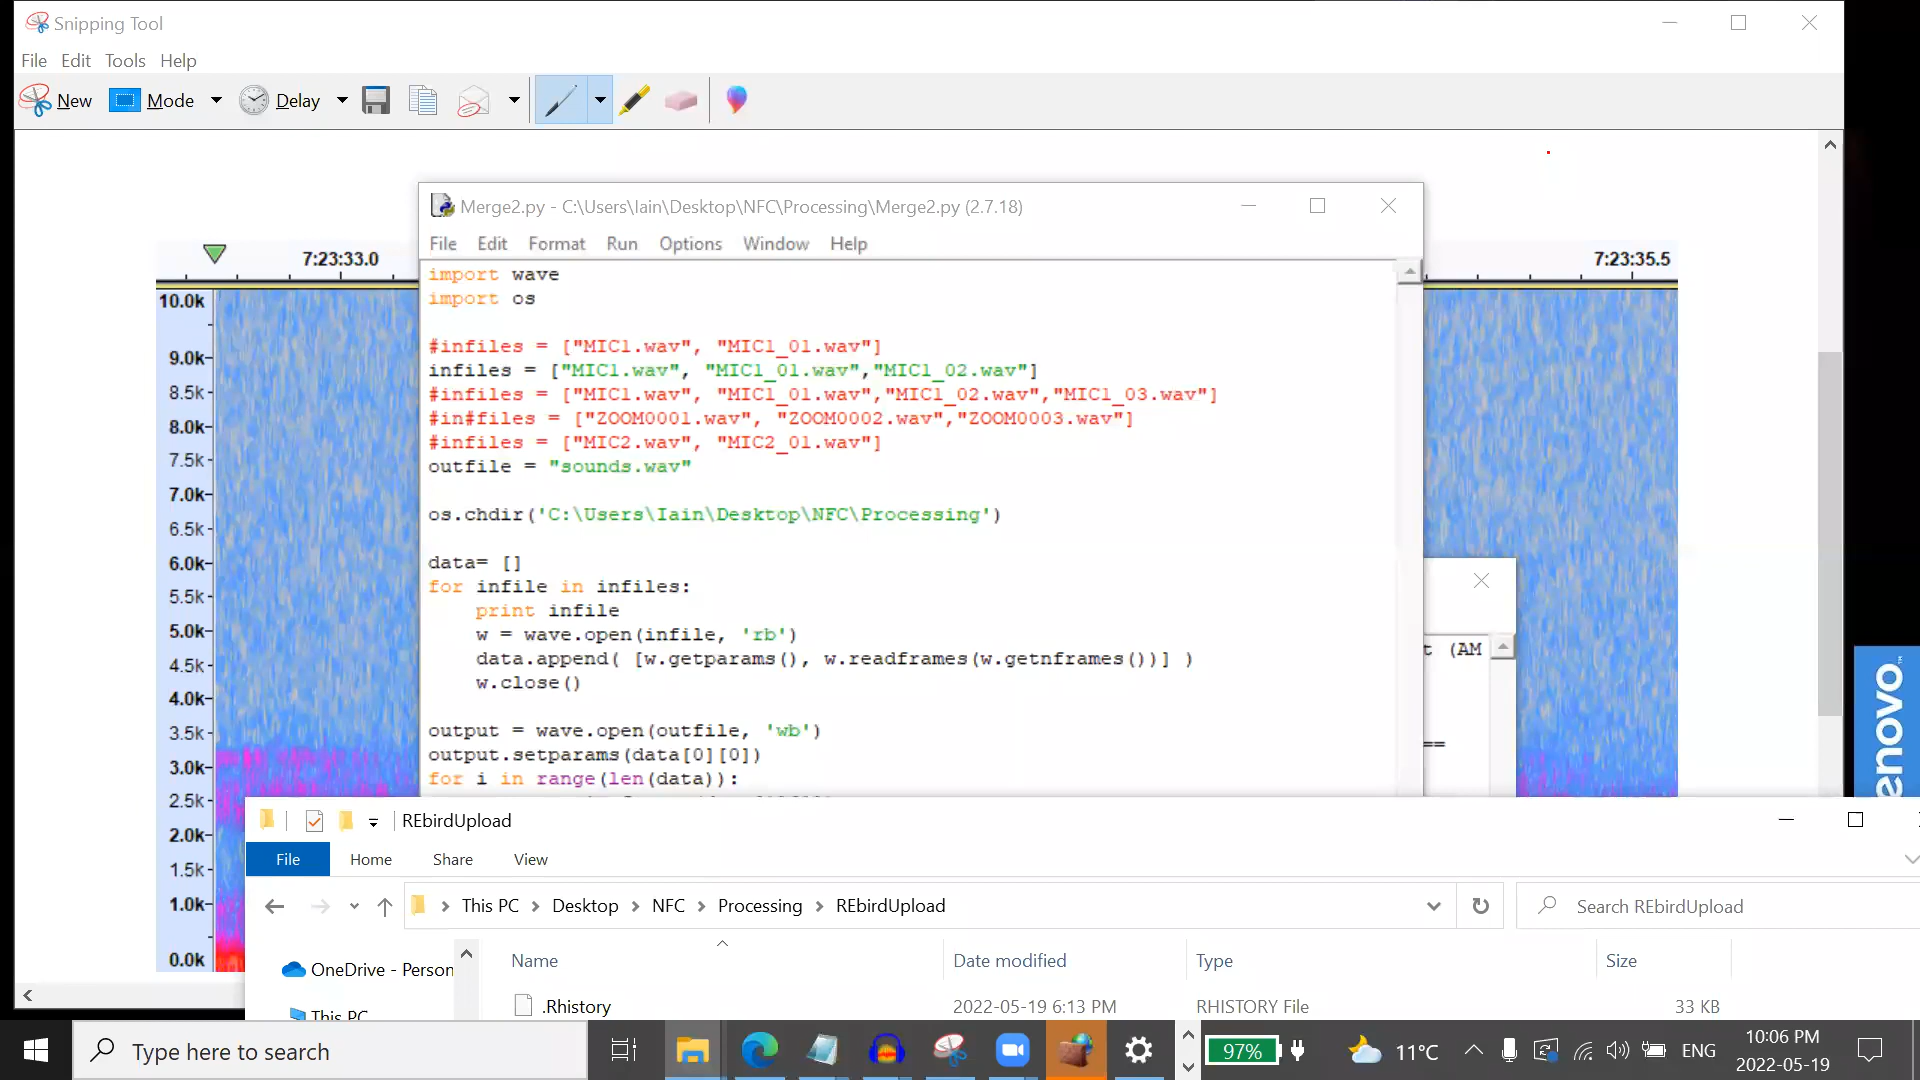 Snipping Tool
File Edit Tools Help
New Mode Delay
Merge2.py - C:\Users\Iain\Desktop\NFC\Processing\Merge2.py (2.7.18)
File Edit Format Run Options Window Help
7:23:33.0
7:23:35.5
import wave
import os
#infiles = ["MIC1.wav", "MIC1_01.wav"]
infiles = ["MIC1.wav", "MIC1_01.wav","MIC1_02.wav"]
#infiles = ["MIC1.wav", "MIC1_01.wav","MIC1_02.wav","MIC1_03.wav"]
#in#files = ["ZOOM0001.wav", "ZOOM0002.wav","ZOOM0003.wav"]
#infiles = ["MIC2.wav", "MIC2_01.wav"]
outfile = "sounds.wav"
os.chdir('C:\Users\Iain\Desktop\NFC\Processing')
data= []
for infile in infiles:
    print infile
    w = wave.open(infile, 'rb')
    data.append( [w.getparams(), w.readframes(w.getnframes())] )
    w.close()
output = wave.open(outfile, 'wb')
output.setparams(data[0][0])
for i in range(len(data)):
10.0k
9.0k
8.5k
8.0k
7.5k
7.0k
6.5k
6.0k
5.5k
5.0k
4.5k
4.0k
3.5k
3.0k
2.5k
2.0k
1.5k
1.0k
0.0k
t (AM
==
enovo
REbirdUpload
File Home Share View
This PC > Desktop > NFC > Processing > REbirdUpload
Search REbirdUpload
OneDrive - Person
This PC
Name Date modified Type Size
.Rhistory 2022-05-19 6:13 PM RHISTORY File 33 KB
Type here to search
97%
11°C
ENG
10:06 PM
2022-05-19